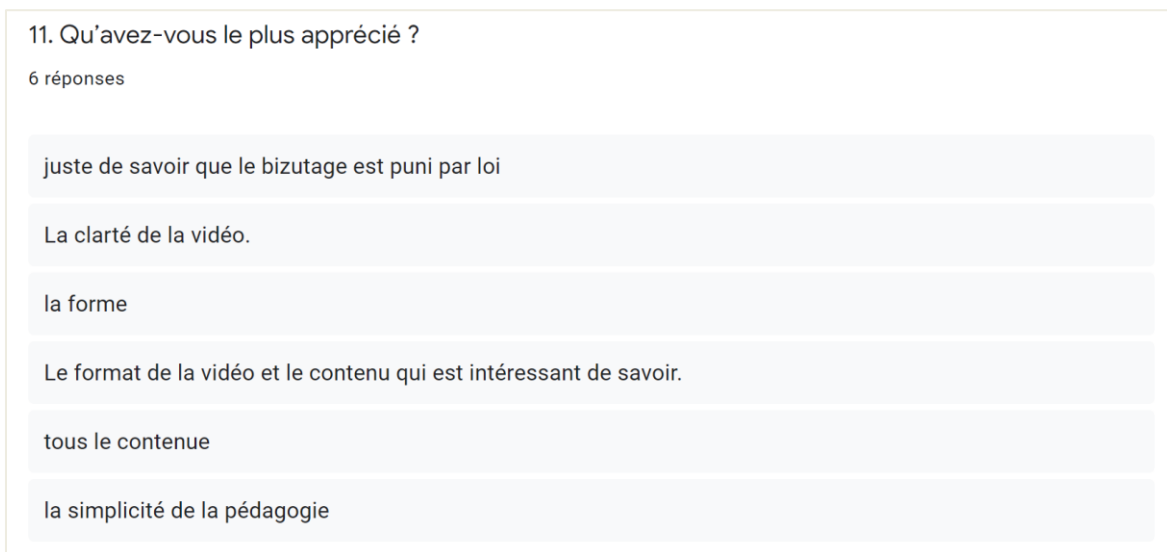 11. Qu'avez-vous le plus apprécié ?
6 réponses
juste de savoir que le bizutage est puni par loi
La clarté de la vidéo.
la forme
Le format de la vidéo et le contenu qui est intéressant de savoir.
tous le contenue
la simplicité de la pédagogie